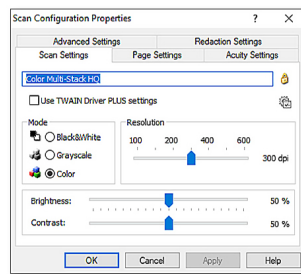 Scan Configuration Properties ? X
Advanced Settings Redaction Settings
Scan Settings Page Settings Acuity Settings
Color Multi-Stack HQ
Use TWAIN Driver PLUS settings
Mode
Black&White
Grayscale
Color
Resolution
100 200 400 600
300 dpi
Brightness: 50 %
Contrast: 50 %
OK Cancel Apply Help